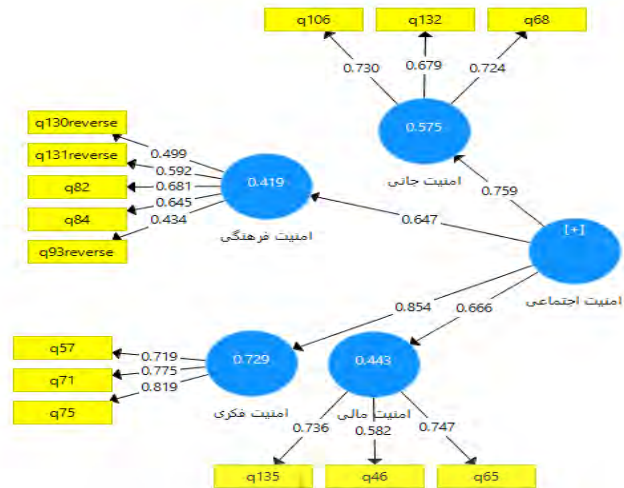 q106 q132 q68
0.730 0.679 0.724
0.575
امنیت جانی
0.759
q130reverse
q131reverse
q82
q84
q93reverse
0.499
0.592
0.681
0.645
0.434
0.419
امنیت فرهنگی
0.647
[+]
امنیت اجتماعی
0.854
0.666
q57
q71
q75
0.719
0.775
0.819
0.729
امنیت فکری
0.443
امنیت مالی
0.736 0.582 0.747
q135 q46 q65